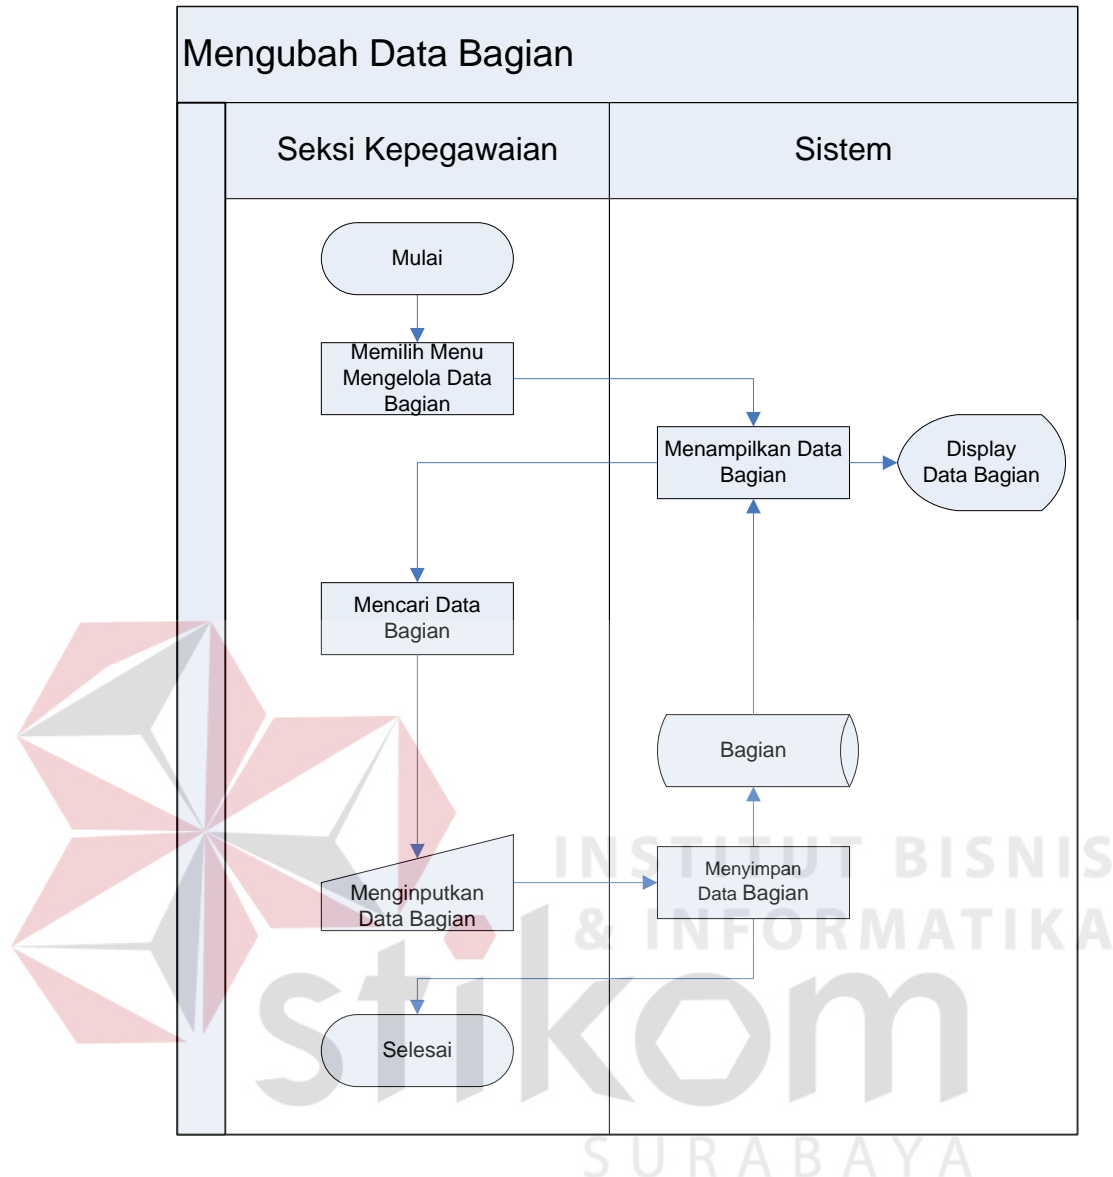 Mengubah Data Bagian
Seksi Kepegawaian
Sistem
Mulai
Memilih Menu
Mengelola Data
Bagian
Menampilkan Data
Bagian
Display
Data Bagian
Mencari Data
Bagian
Bagian
Menginputkan
Data Bagian
Menyimpan
Data Bagian
Selesai
INSTITUT BISNIS
& INFORMATIKA
stikom
SURABAYA